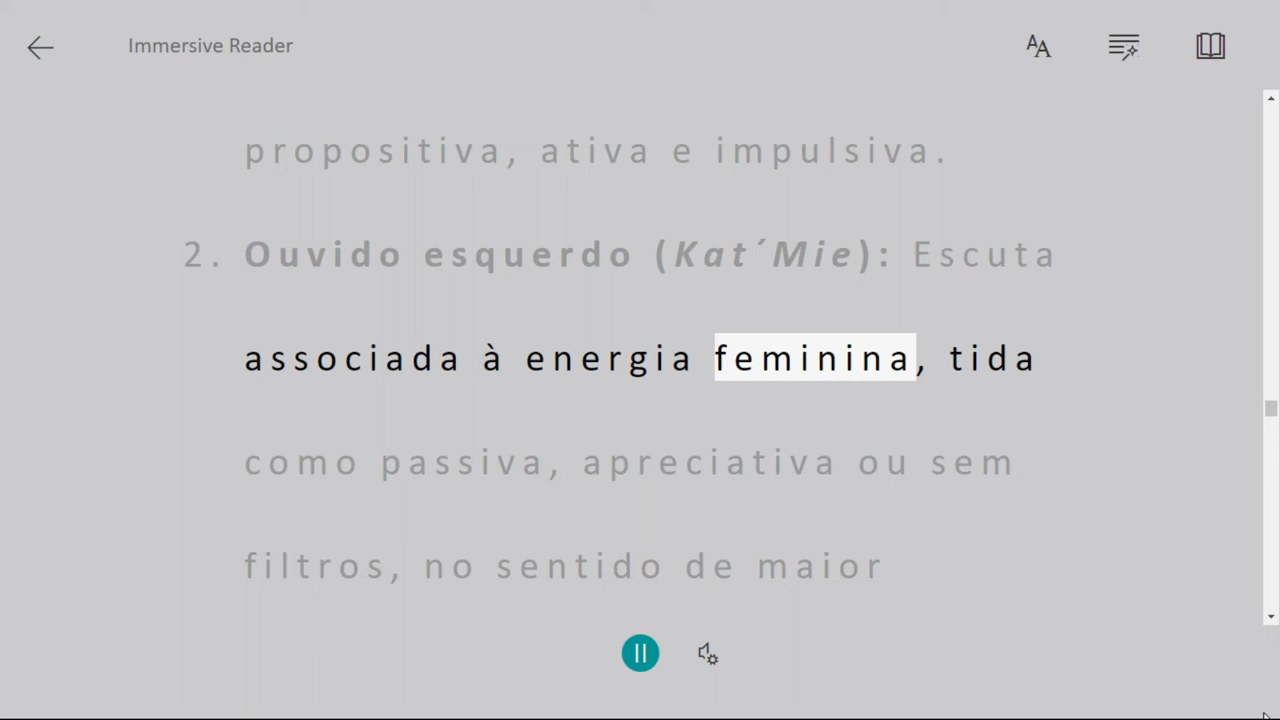 Immersive Reader
propositiva, ativa e impulsiva.
2. Ouvido esquerdo (Kat´Mie): Escuta
associada à energia feminina, tida
como passiva, apreciativa ou sem
filtros, no sentido de maior